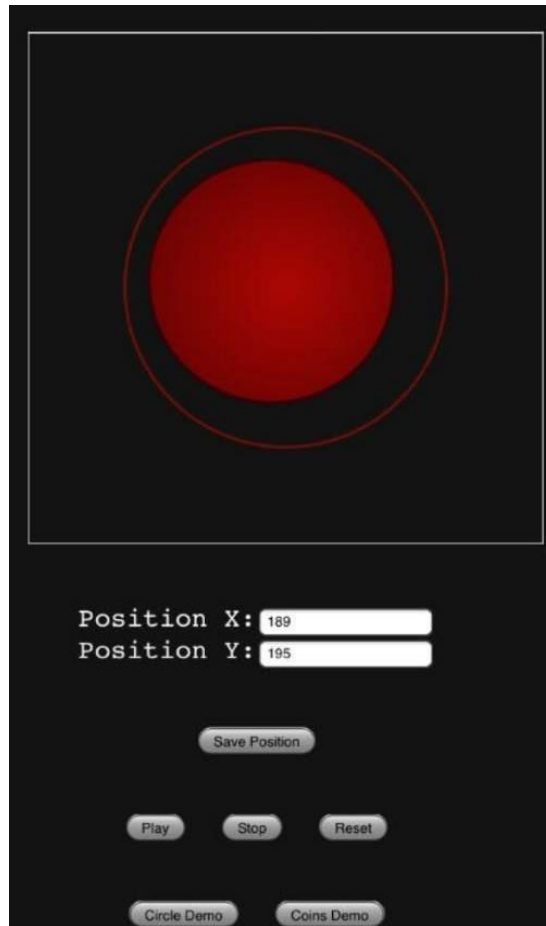 Position X: 189
Position Y: 195
Save Position
Play Stop Reset
Circle Demo Coins Demo